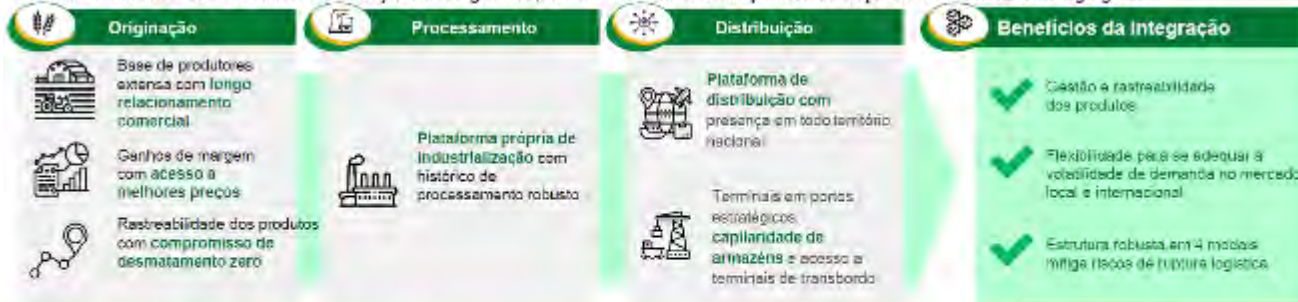 Originação
Base de produtores
extensa com longo
relacionamento
comercial
Ganhos de margem
com acesso a
melhores preços
Rastreabilidade dos produtos
com compromisso de
desmatamento zero
Processamento
Plataforma própria de
industrialização com
histórico de
processamento robusto
Distribuição
Plataforma de
distribuição com
presença em todo território
nacional
Terminais em portos
estratégicos,
capilaridade de
armazéns e acesso a
terminais de transbordo
Benefícios da Integração
Gestão e rastreabilidade
dos produtos
Flexibilidade para se adequar à
volatilidade de demanda no mercado
local e internacional
Estrutura robusta em 4 modais
mitiga riscos de ruptura logística